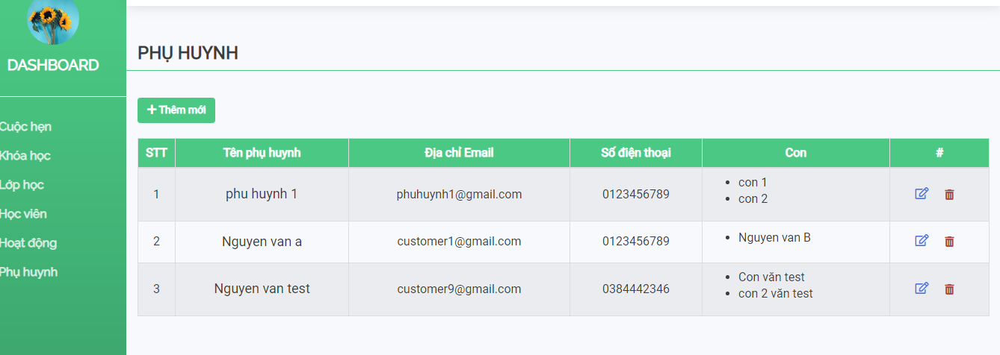 DASHBOARD
Cuộc hẹn
Khóa học
Lớp học
Học viên
Hoạt động
Phụ huynh
PHỤ HUYNH
+ Thêm mới
STT Tên phụ huynh Địa chỉ Email Số điện thoại Con #
1 phu huynh 1 phuhuynh1@gmail.com 0123456789 • con 1
• con 2
2 Nguyen van a customer1@gmail.com 0123456789 • Nguyen van B
3 Nguyen van test customer9@gmail.com 0384442346 • Con văn test
• con 2 văn test